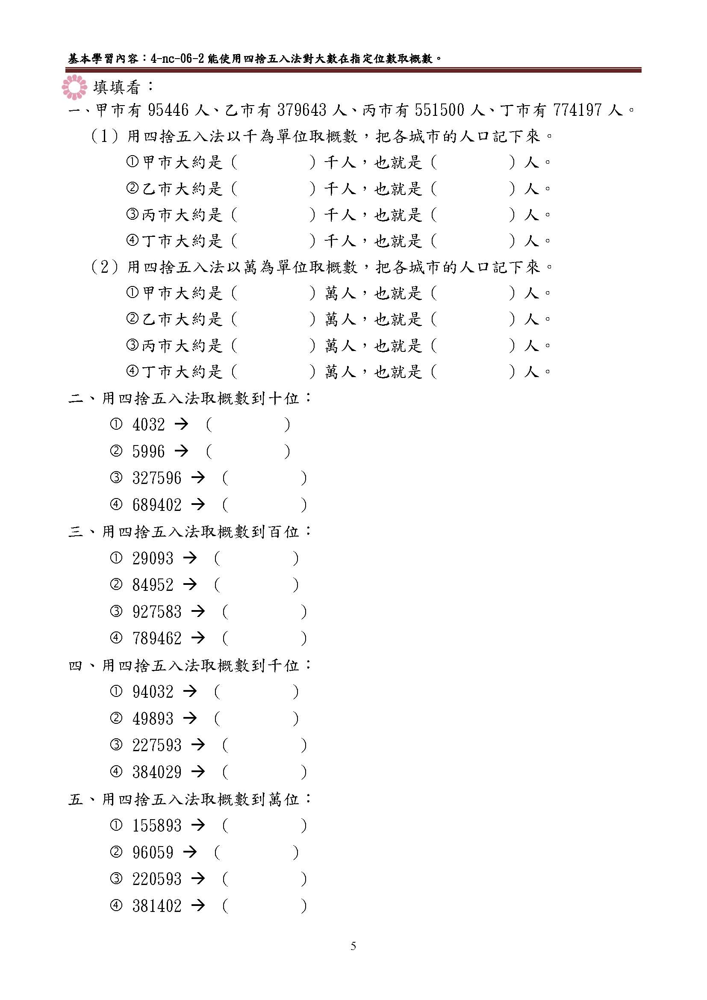 基本學習內容：4-nc-06-2能使用四捨五入法對大數在指定位數取概數。
填填看：
一、甲市有 95446 人、乙市有 379643 人、丙市有 551500 人、丁市有 774197 人。
（1）用四捨五入法以千為單位取概數，把各城市的人口記下來。
①甲市大約是（　　　　）千人，也就是（　　　　）人。
②乙市大約是（　　　　）千人，也就是（　　　　）人。
③丙市大約是（　　　　）千人，也就是（　　　　）人。
④丁市大約是（　　　　）千人，也就是（　　　　）人。
（2）用四捨五入法以萬為單位取概數，把各城市的人口記下來。
①甲市大約是（　　　　）萬人，也就是（　　　　）人。
②乙市大約是（　　　　）萬人，也就是（　　　　）人。
③丙市大約是（　　　　）萬人，也就是（　　　　）人。
④丁市大約是（　　　　）萬人，也就是（　　　　）人。
二、用四捨五入法取概數到十位：
① 4032 → （　　　　）
② 5996 → （　　　　）
③ 327596 → （　　　　）
④ 689402 → （　　　　）
三、用四捨五入法取概數到百位：
① 29093 → （　　　　）
② 84952 → （　　　　）
③ 927583 → （　　　　）
④ 789462 → （　　　　）
四、用四捨五入法取概數到千位：
① 94032 → （　　　　）
② 49893 → （　　　　）
③ 227593 → （　　　　）
④ 384029 → （　　　　）
五、用四捨五入法取概數到萬位：
① 155893 → （　　　　）
② 96059 → （　　　　）
③ 220593 → （　　　　）
④ 381402 → （　　　　）
5